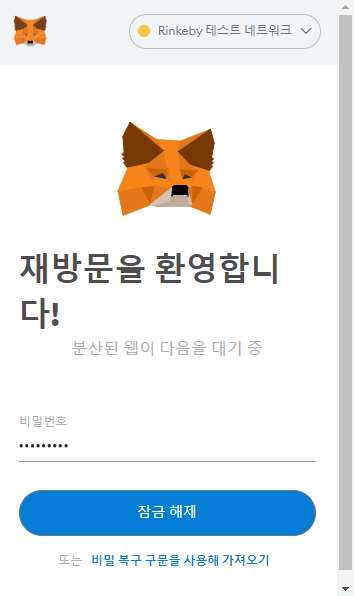 Rinkeby 테스트 네트워크
재방문을 환영합니
다!
분산된 웹이 다음을 대기 중
비밀번호
•••••••••
잠금 해제
또는 비밀 복구 구문을 사용해 가져오기